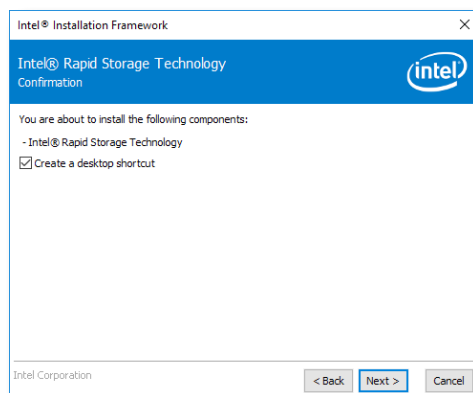 Intel® Installation Framework
Intel® Rapid Storage Technology
Confirmation
intel
You are about to install the following components:
- Intel® Rapid Storage Technology
Create a desktop shortcut
Intel Corporation
< Back Next > Cancel